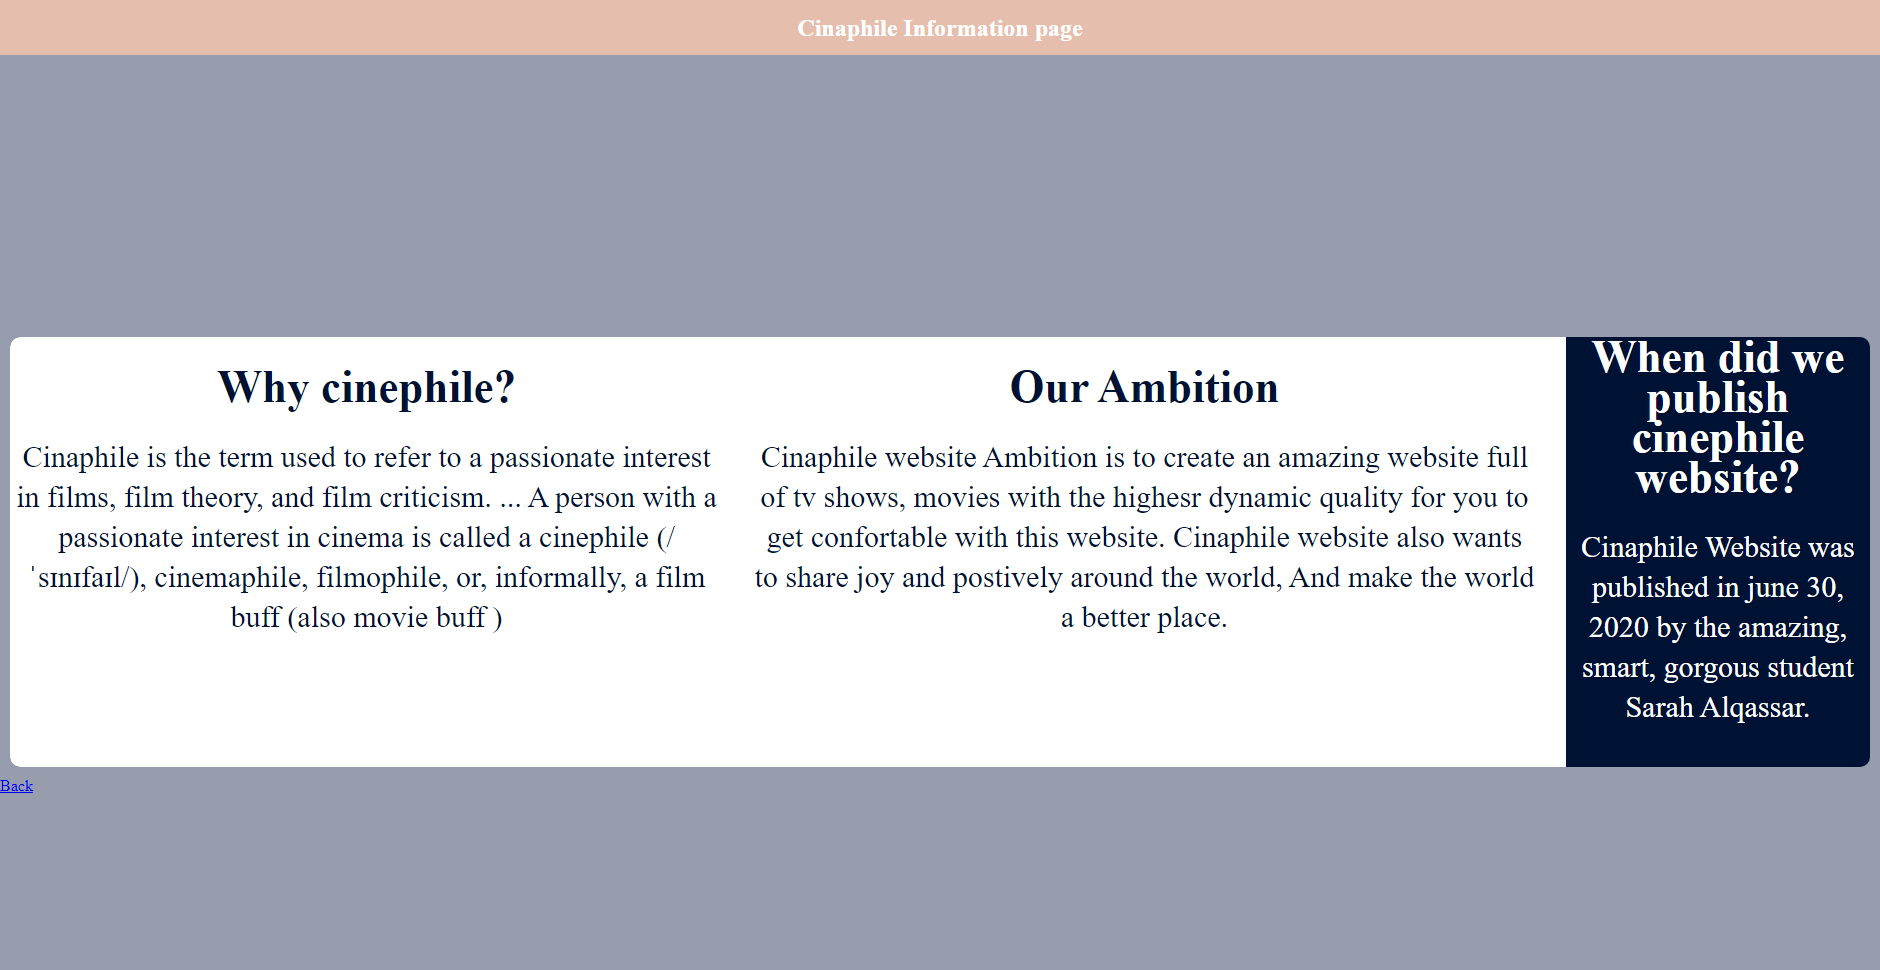 Cinaphile Information page
Why cinephile?
Cinaphile is the term used to refer to a passionate interest
in films, film theory, and film criticism. ... A person with a
passionate interest in cinema is called a cinephile (/
ˈsɪnɪfaɪl/), cinemaphile, filmophile, or, informally, a film
buff (also movie buff )
Our Ambition
Cinaphile website Ambition is to create an amazing website full
of tv shows, movies with the highesr dynamic quality for you to
get confortable with this website. Cinaphile website also wants
to share joy and postively around the world, And make the world
a better place.
When did we
publish
cinephile
website?
Cinaphile Website was
published in june 30,
2020 by the amazing,
smart, gorgous student
Sarah Alqassar.
Back